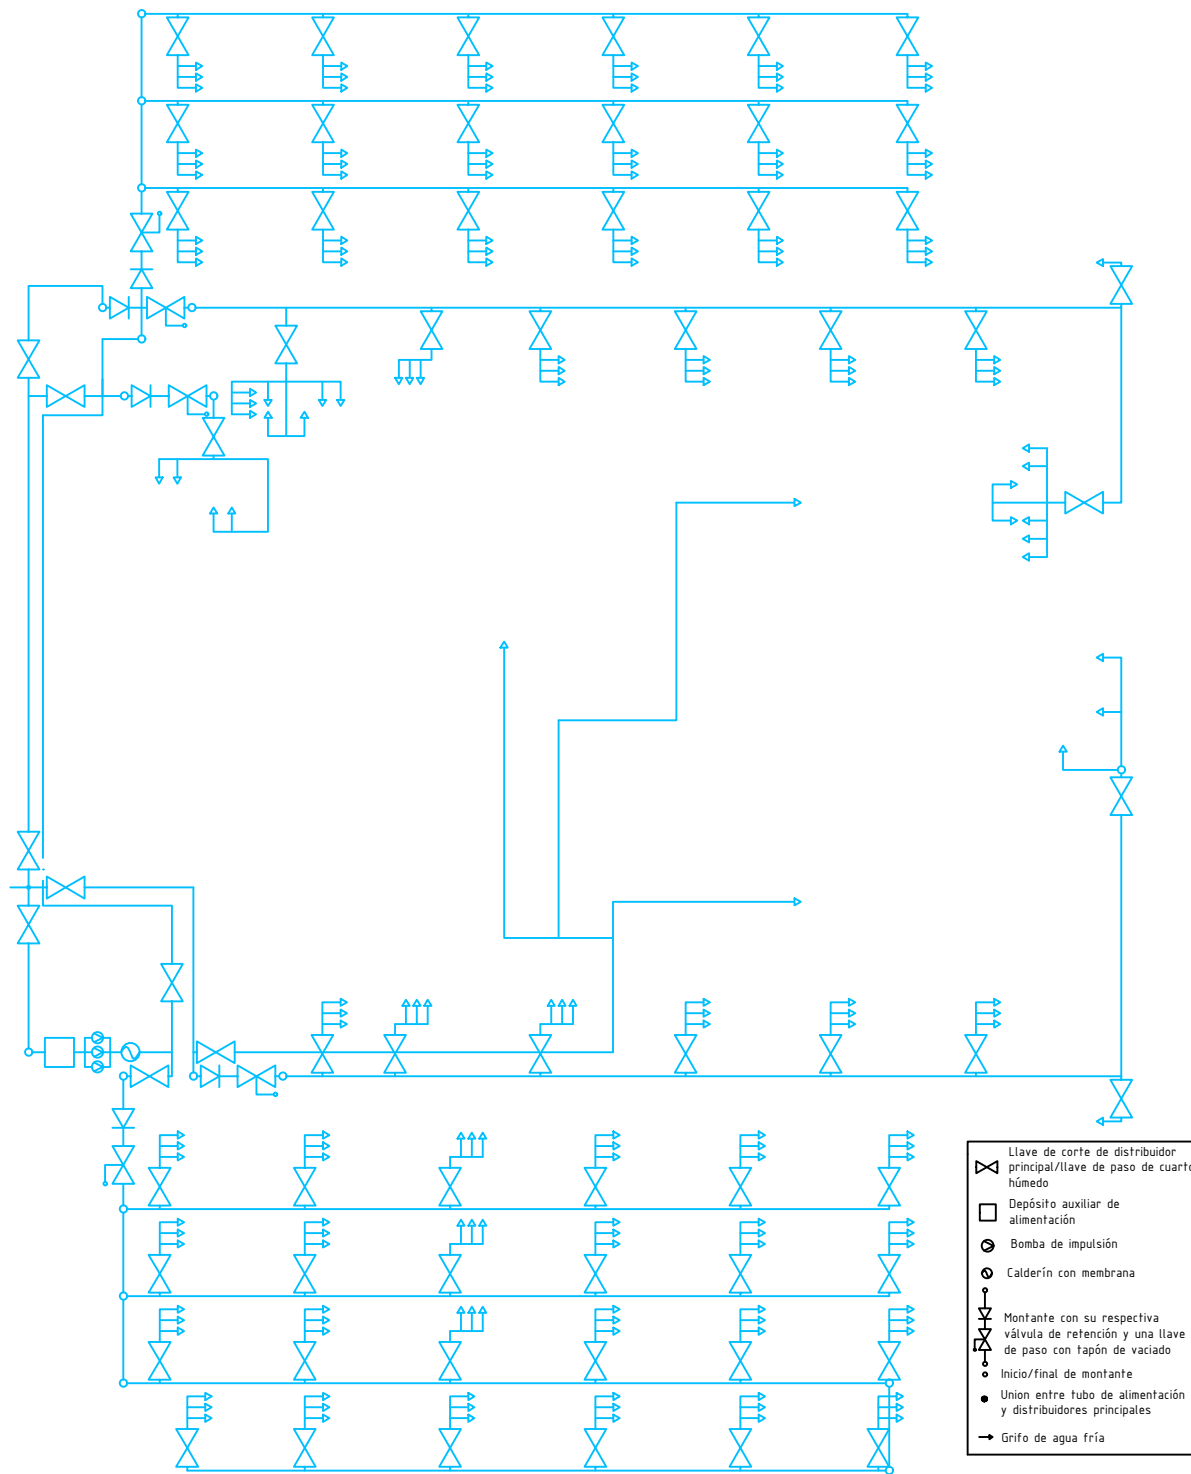 Llave de corte de distribuidor
principal/llave de paso de cuarto
húmedo
Depósito auxiliar de
alimentación
Bomba de impulsión
Calderín con membrana
Montante con su respectiva
válvula de retención y una llave
de paso con tapón de vaciado
Inicio/final de montante
Union entre tubo de alimentación
y distribuidores principales
Grifo de agua fría